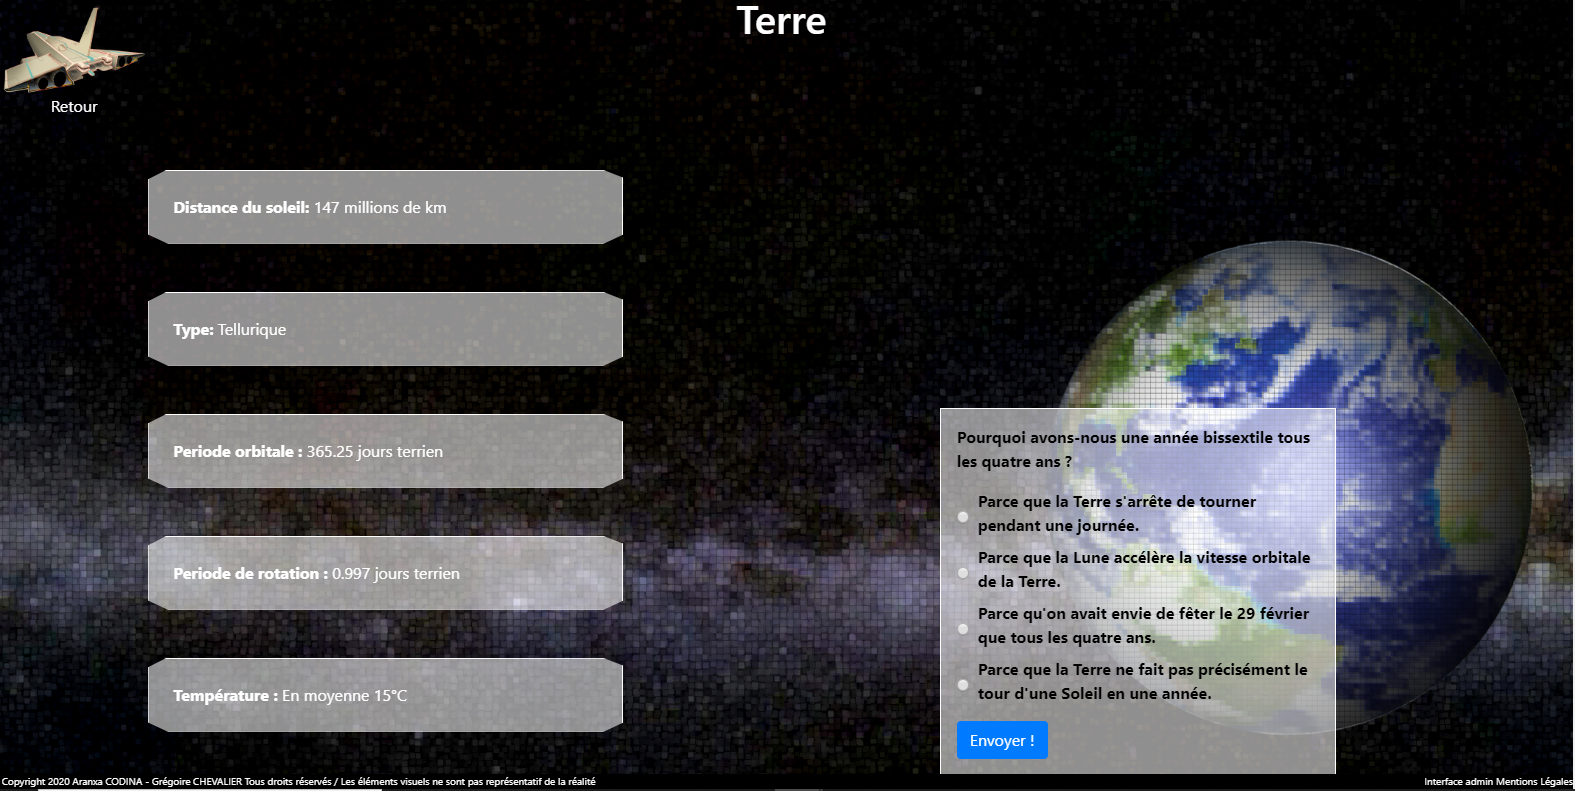 Terre
Retour
Distance du soleil: 147 millions de km
Type: Tellurique
Periode orbitale : 365.25 jours terrien
Periode de rotation : 0.997 jours terrien
Température : En moyenne 15°C
Pourquoi avons-nous une année bissextile tous
les quatre ans ?
Parce que la Terre s'arrête de tourner
pendant une journée.
Parce que la Lune accélère la vitesse orbitale
de la Terre.
Parce qu'on avait envie de fêter le 29 février
que tous les quatre ans.
Parce que la Terre ne fait pas précisément le
tour d'une Soleil en une année.
Envoyer !
Copyright 2020 Aranxa CODINA - Grégoire CHEVALIER Tous droits réservés / Les éléments visuels ne sont pas représentatif de la réalité
Interface admin Mentions Légales